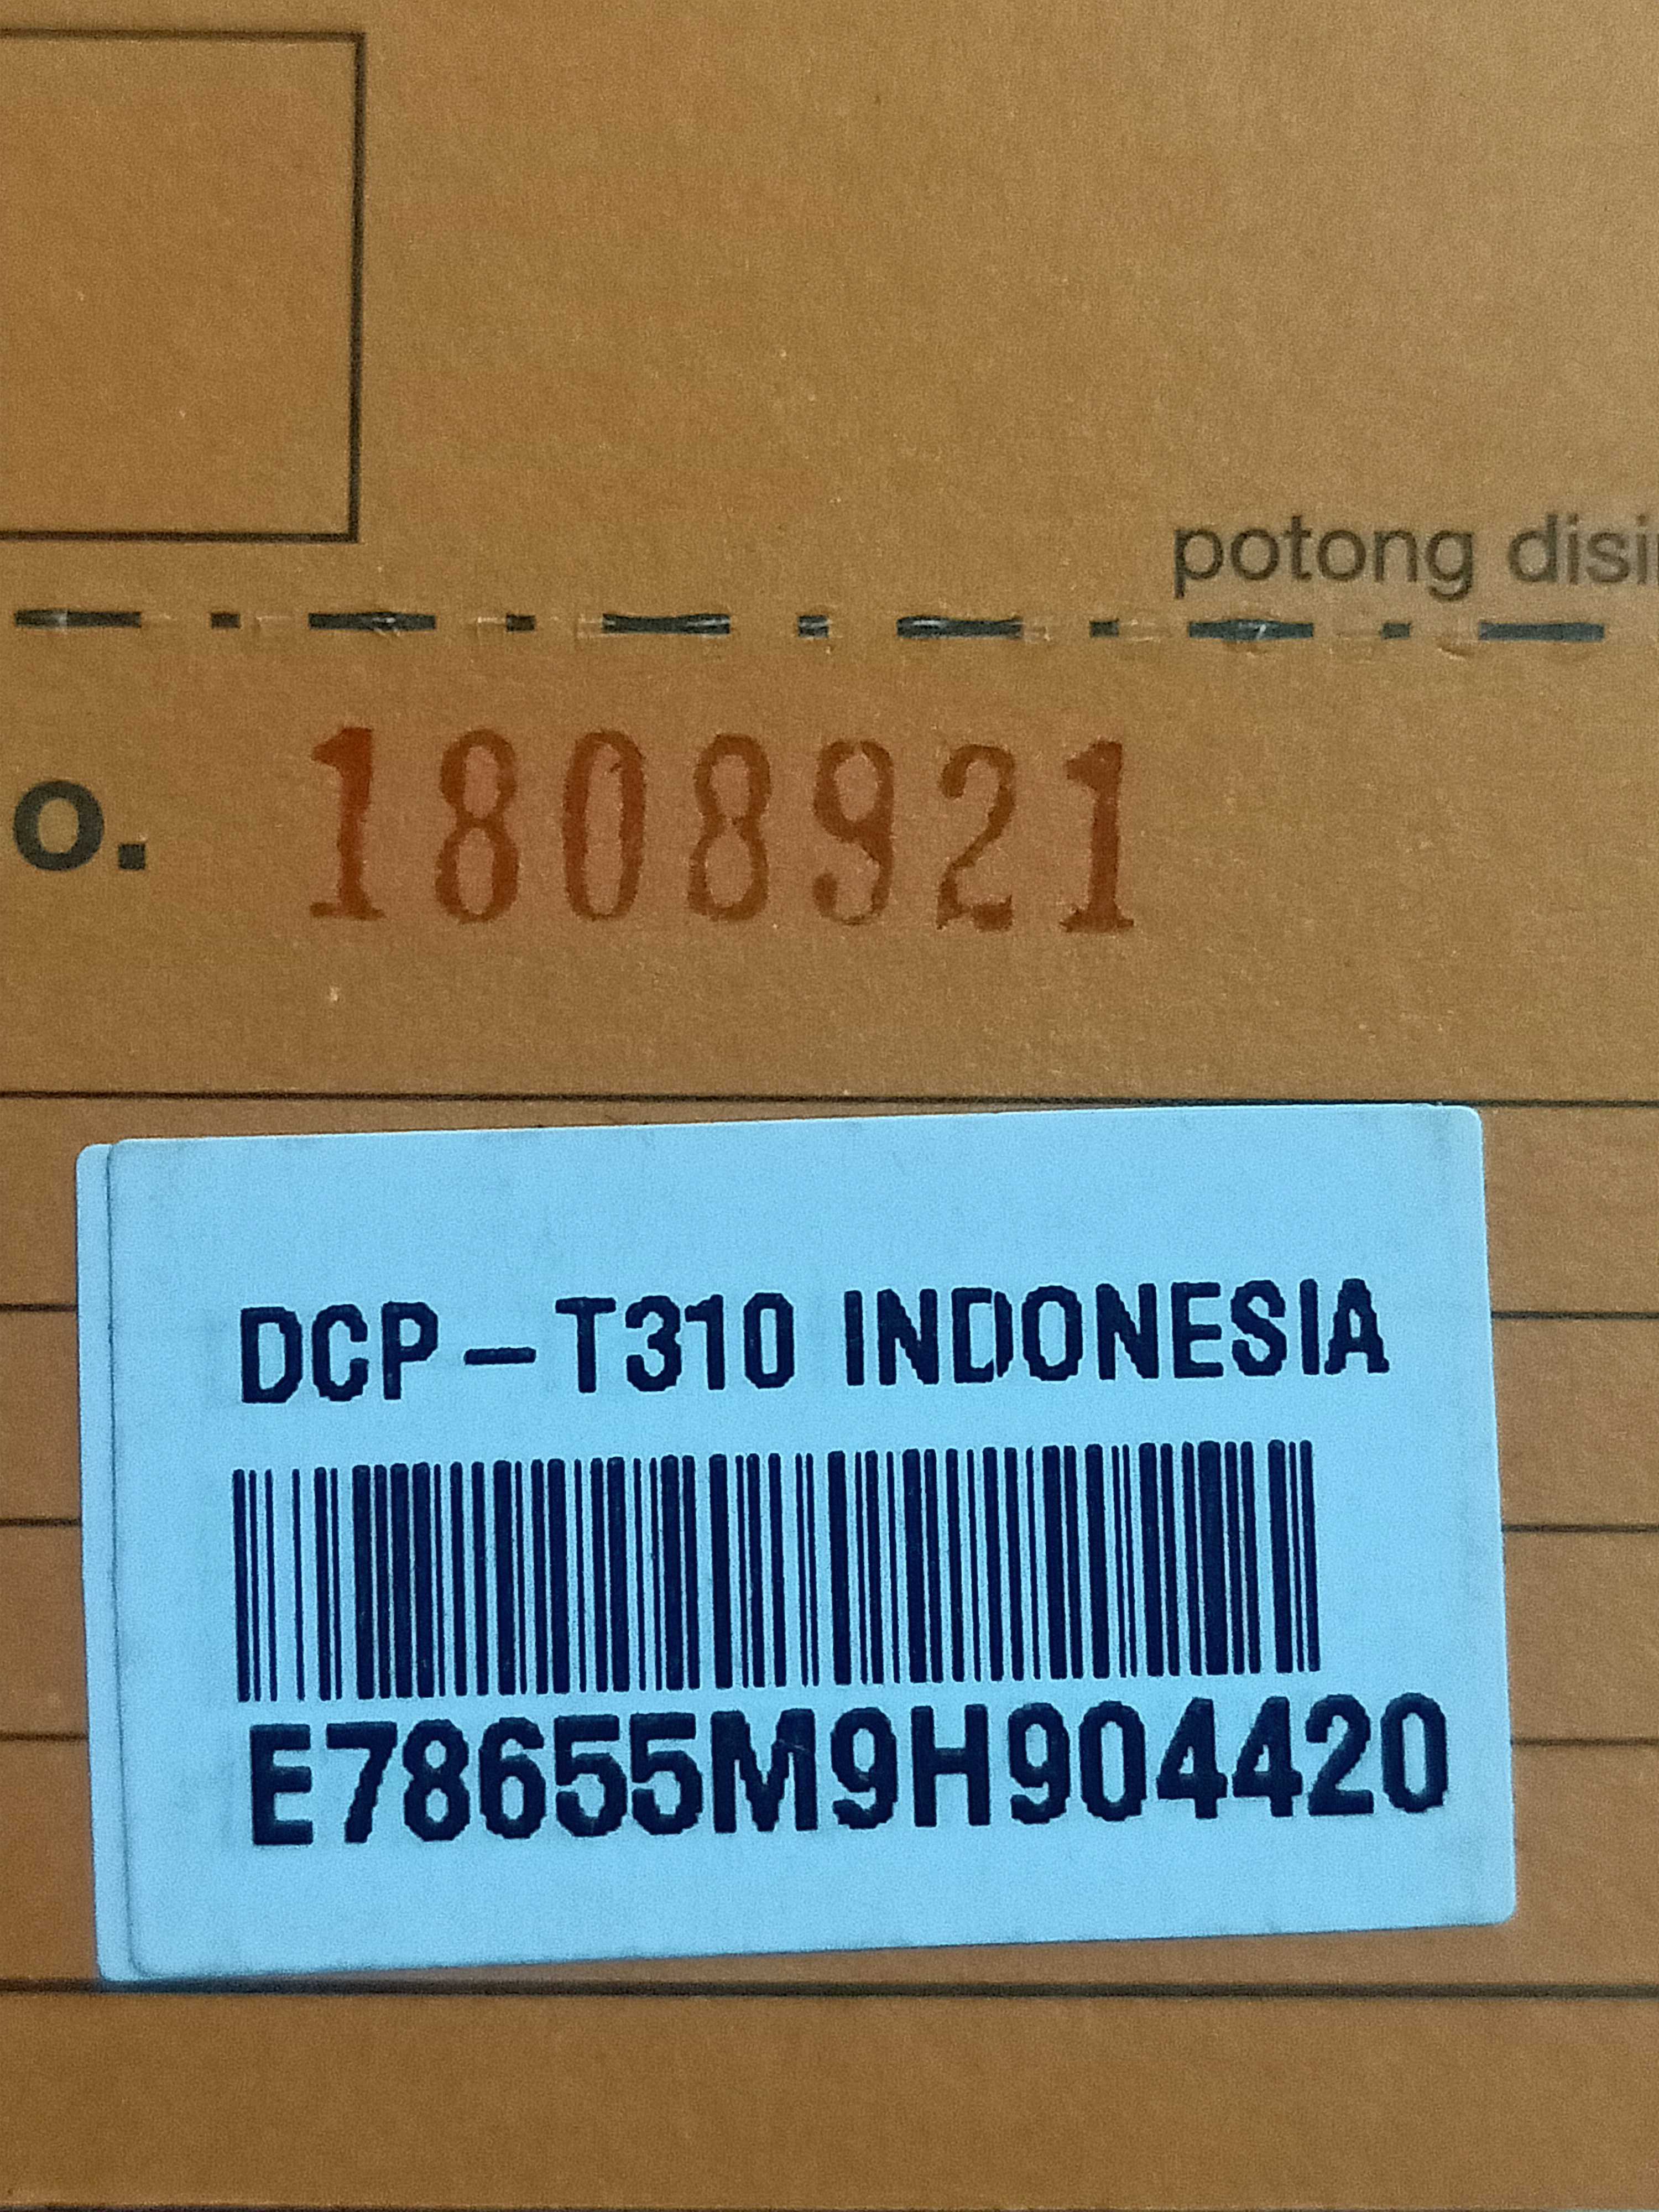 potong disi
o. 1808921
DCP-T310 INDONESIA
E78655M9H904420